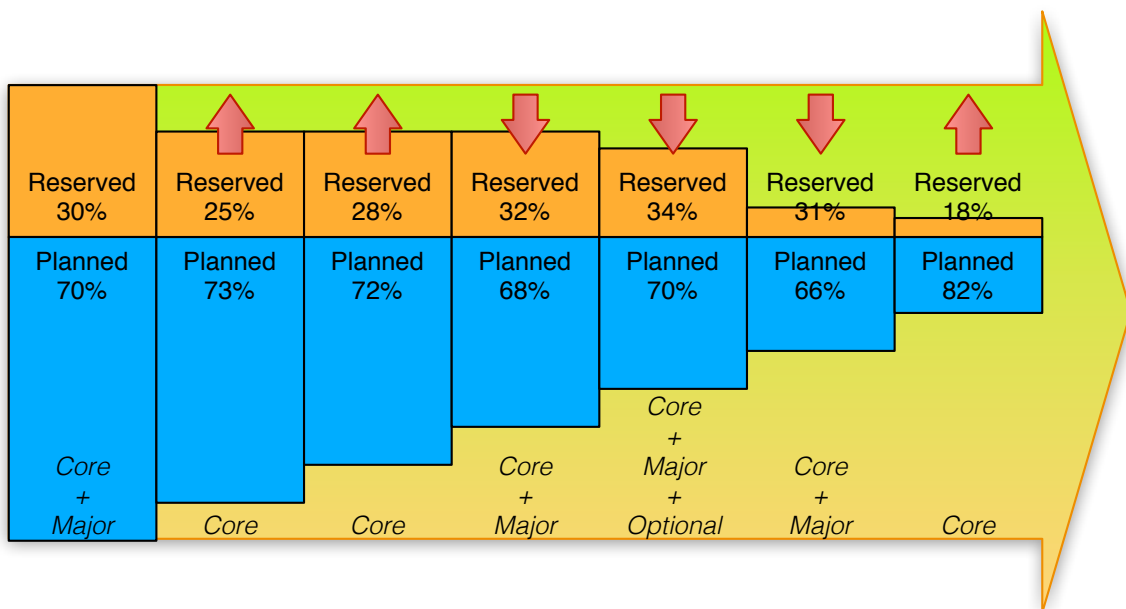 Reserved
30%
Reserved
25%
Reserved
28%
Reserved
32%
Reserved
34%
Reserved
31%
Reserved
18%
Planned
70%
Planned
73%
Planned
72%
Planned
68%
Planned
70%
Planned
66%
Planned
82%
Core
+
Major
Core
Core
Core
+
Major
Core
+
Major
+
Optional
Core
+
Major
Core